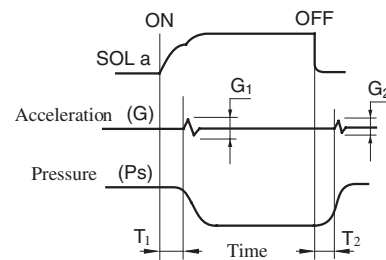 ON OFF
SOL a
G₁ G₂
Acceleration (G)
Pressure (Ps)
T₁ Time T₂